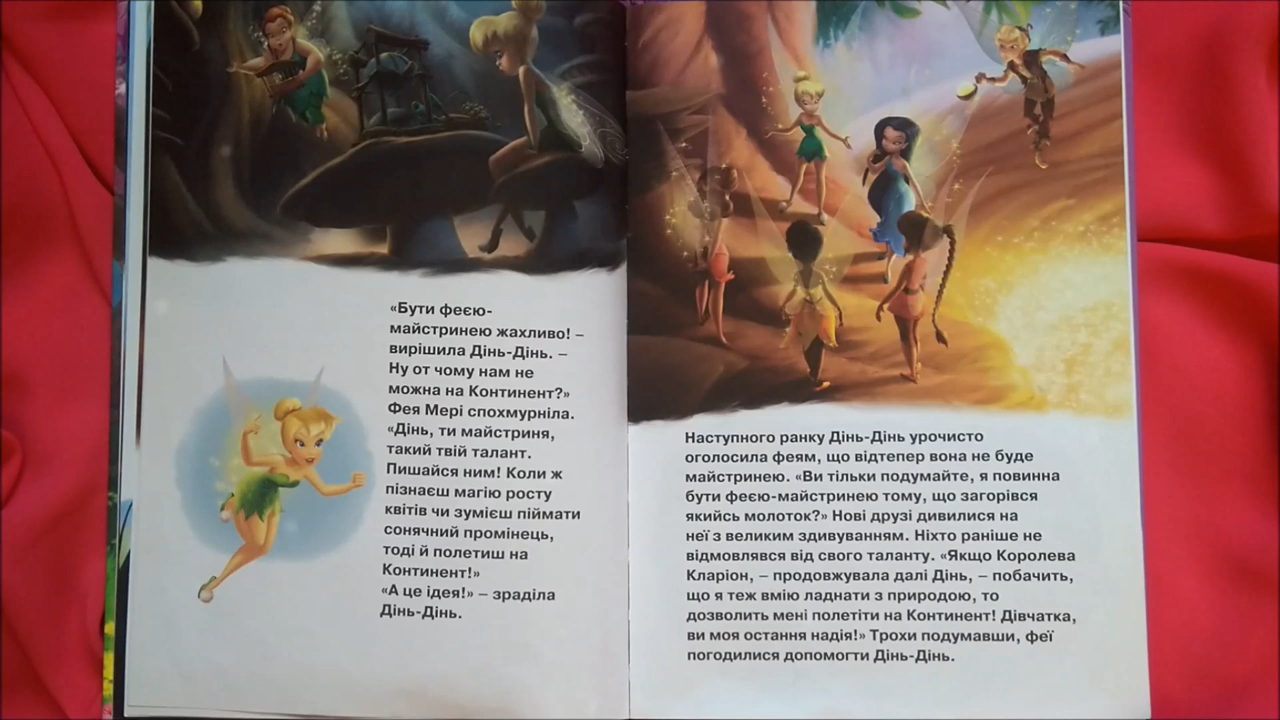 «Бути феєю-
майстринею жахливо! –
вирішила Дінь-Дінь. –
Ну от чому нам не
можна на Континент?»
Фея Мері спохмурніла.
«Дінь, ти майстриня,
такий твій талант.
Пишайся ним! Коли ж
пізнаєш магію росту
квітів чи зумієш піймати
сонячний промінець,
тоді й полетиш на
Континент!»
«А це ідея!» – зраділа
Дінь-Дінь.
Наступного ранку Дінь-Дінь урочисто
оголосила феям, що відтепер вона не буде
майстринею. «Ви тільки подумайте, я повинна
бути феєю-майстринею тому, що загорівся
якийсь молоток?» Нові друзі дивилися на
неї з великим здивуванням. Ніхто раніше не
відмовлявся від свого таланту. «Якщо Королева
Кларіон, – продовжувала далі Дінь, – побачить,
що я теж вмію ладнати з природою, то
дозволить мені полетіти на Континент! Дівчатка,
ви моя остання надія!» Трохи подумавши, феї
погодилися допомогти Дінь-Дінь.